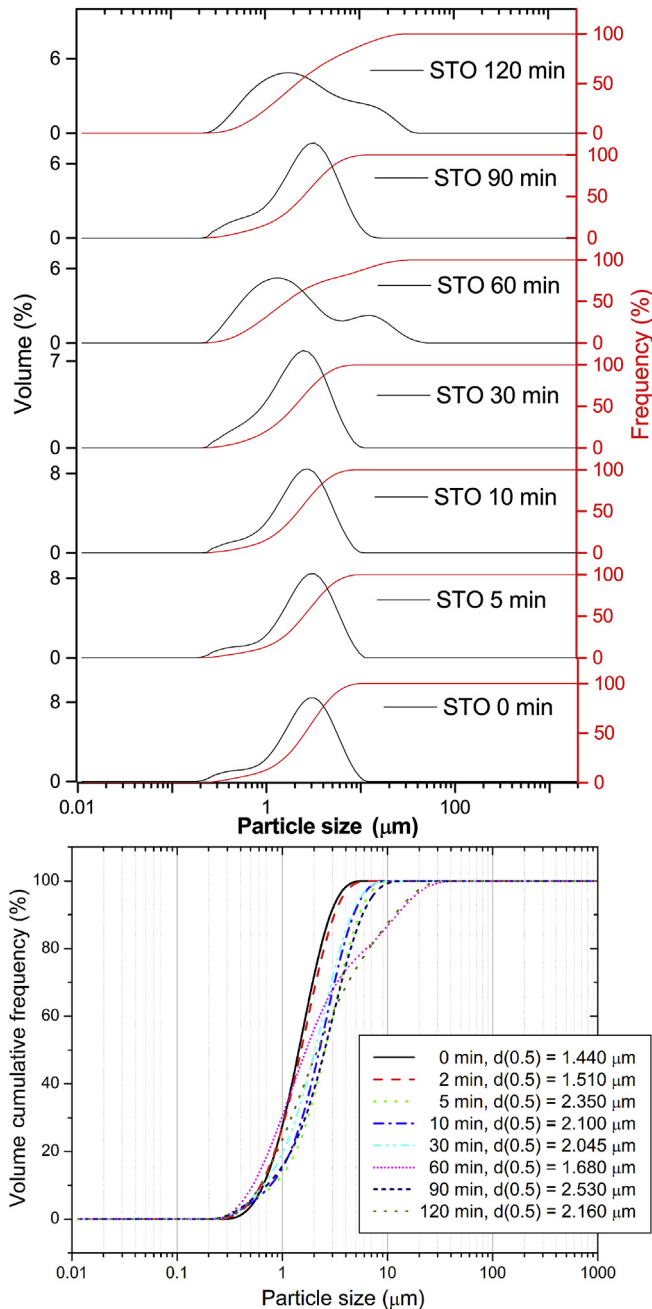 6
0
STO 120 min
100
50
0
6
0
STO 90 min
100
50
0
6
0
STO 60 min
100
50
0
7
0
STO 30 min
100
50
0
8
0
STO 10 min
100
50
0
8
0
STO 5 min
100
50
0
8
0
STO 0 min
100
50
0
Volume (%)
Frequency (%)
0.01 1 100
Particle size (μm)
Volume cumulative frequency (%)
100
80
60
40
20
0
0 min, d(0.5) = 1.440 μm
2 min, d(0.5) = 1.510 μm
5 min, d(0.5) = 2.350 μm
10 min, d(0.5) = 2.100 μm
30 min, d(0.5) = 2.045 μm
60 min, d(0.5) = 1.680 μm
90 min, d(0.5) = 2.530 μm
120 min, d(0.5) = 2.160 μm
0.01 0.1 1 10 100 1000
Particle size (μm)